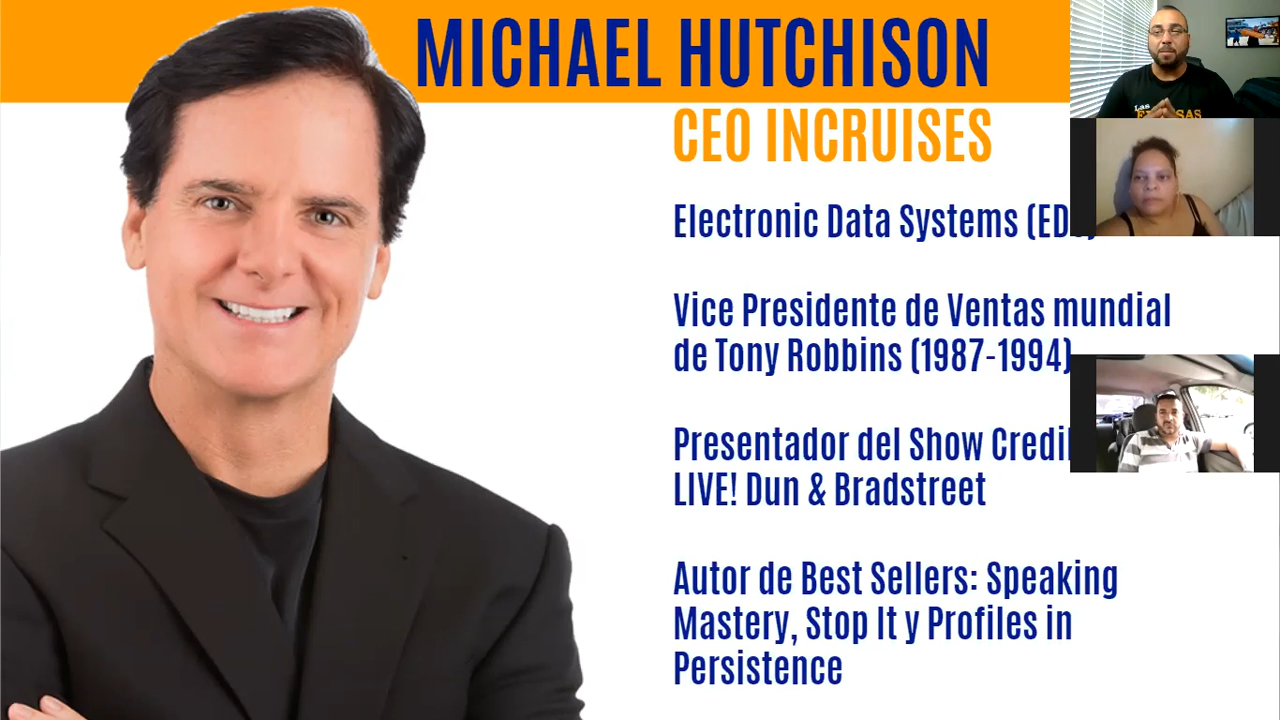 MICHAEL HUTCHISON
CEO INCRUISES
Electronic Data Systems
Vice Presidente de Ventas mundial
de Tony Robbins (1987-1994)
Presentador del Show
LIVE! Dun & Bradstreet
Autor de Best Sellers: Speaking
Mastery, Stop It y Profiles in
Persistence
Las